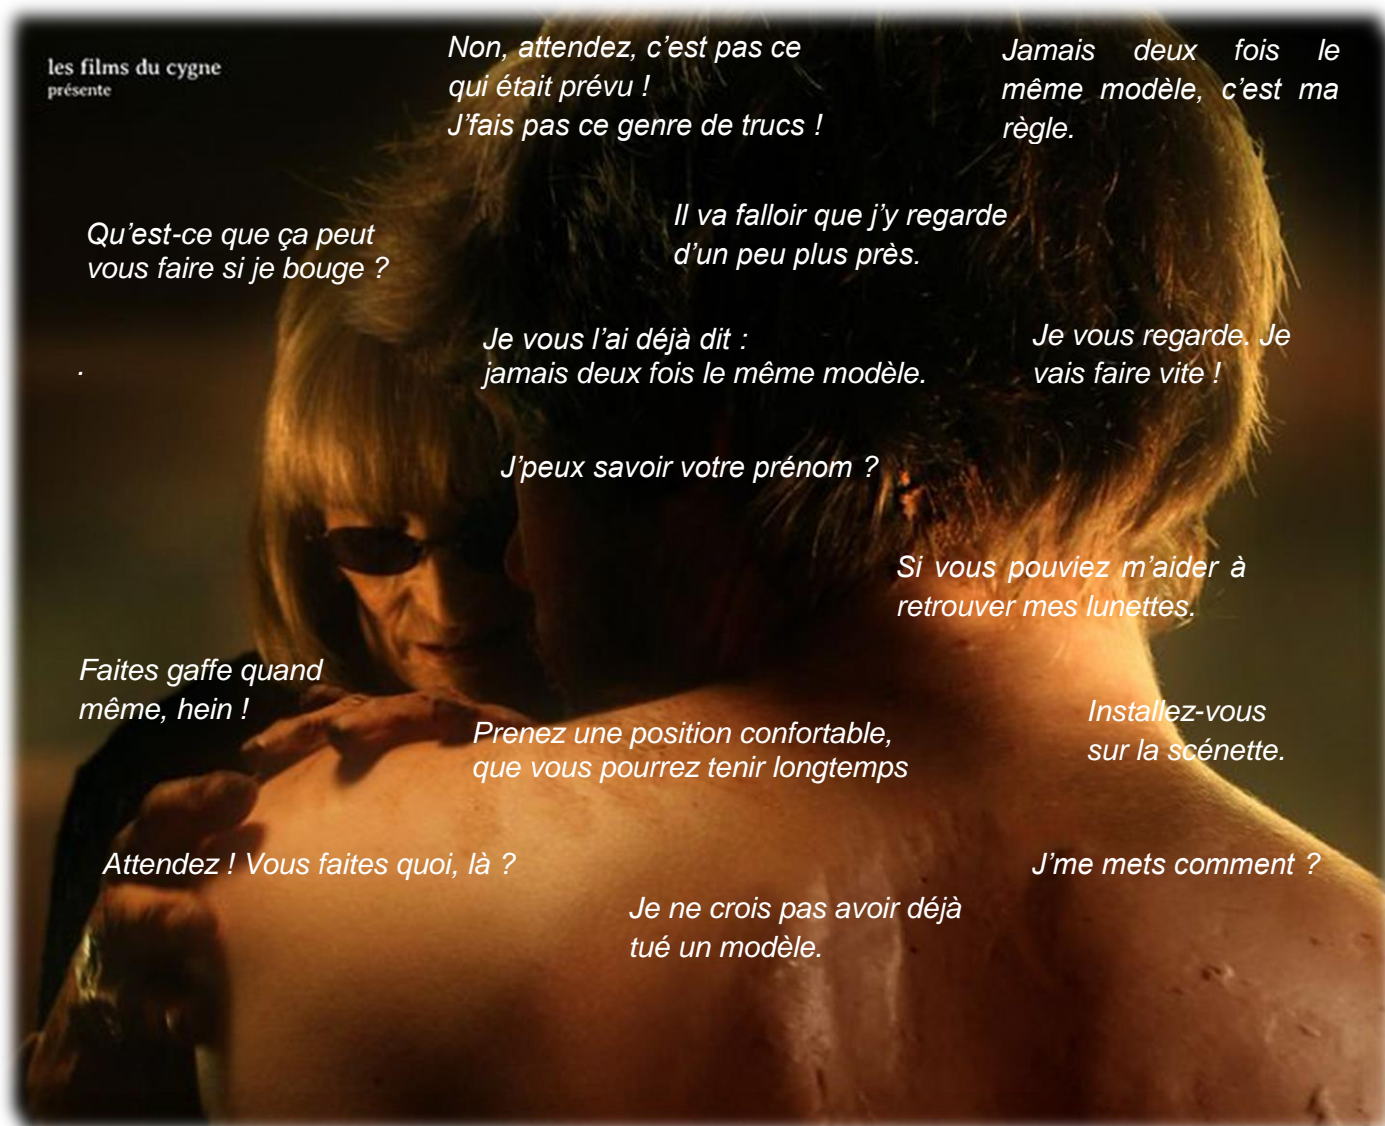 les films du cygne
présente
Non, attendez, c’est pas ce
qui était prévu !
J’fais pas ce genre de trucs !
Jamais deux fois le
même modèle, c’est ma
règle.
Qu’est-ce que ça peut
vous faire si je bouge ?
Il va falloir que j’y regarde
d’un peu plus près.
.
Je vous l’ai déjà dit :
jamais deux fois le même modèle.
Je vous regarde. Je
vais faire vite !
J’peux savoir votre prénom ?
Si vous pouviez m’aider à
retrouver mes lunettes.
Faites gaffe quand
même, hein !
Prenez une position confortable,
que vous pourrez tenir longtemps
Installez-vous
sur la scénette.
Attendez ! Vous faites quoi, là ?
J’me mets comment ?
Je ne crois pas avoir déjà
tué un modèle.